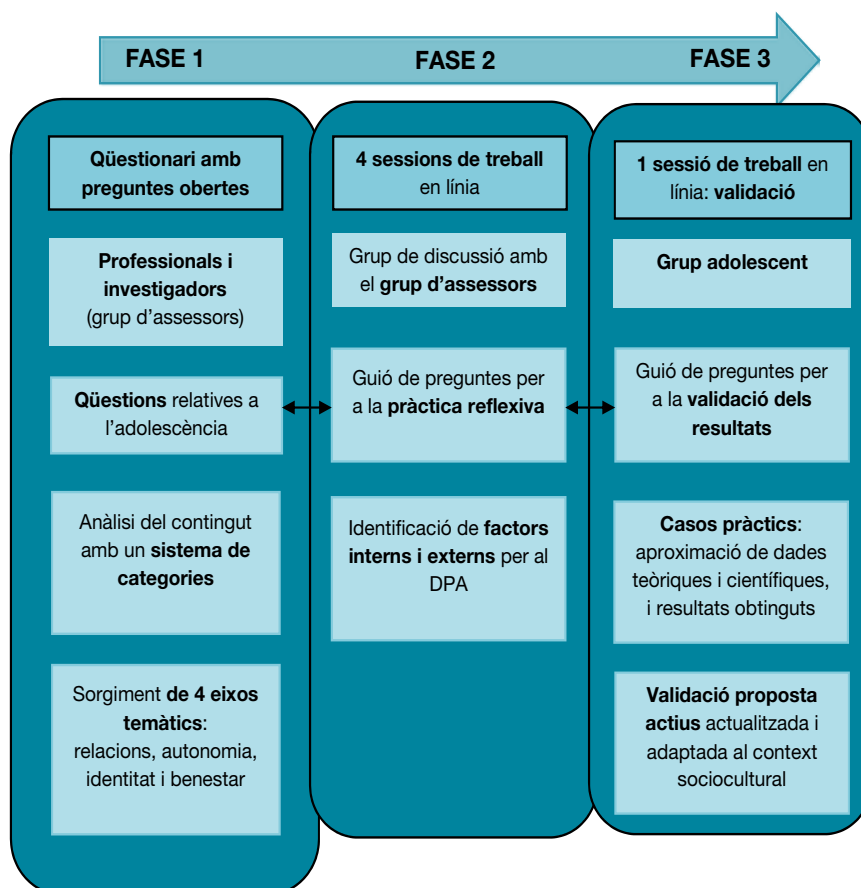 FASE 1
FASE 2
FASE 3
Qüestionari amb
preguntes obertes
Professionals i
investigadors
(grup d’assessors)
Qüestions relatives a
l’adolescència
Anàlisi del contingut
amb un sistema de
categories
Sorgiment de 4 eixos
temàtics:
relacions, autonomia,
identitat i benestar
4 sessions de treball
en línia
Grup de discussió amb
el grup d’assessors
Guió de preguntes per
a la pràctica reflexiva
Identificació de factors
interns i externs per al
DPA
1 sessió de treball en
línia: validació
Grup adolescent
Guió de preguntes per
a la validació dels
resultats
Casos pràctics:
aproximació de dades
teòriques i científiques,
i resultats obtinguts
Validació proposta
actius actualitzada i
adaptada al context
sociocultural